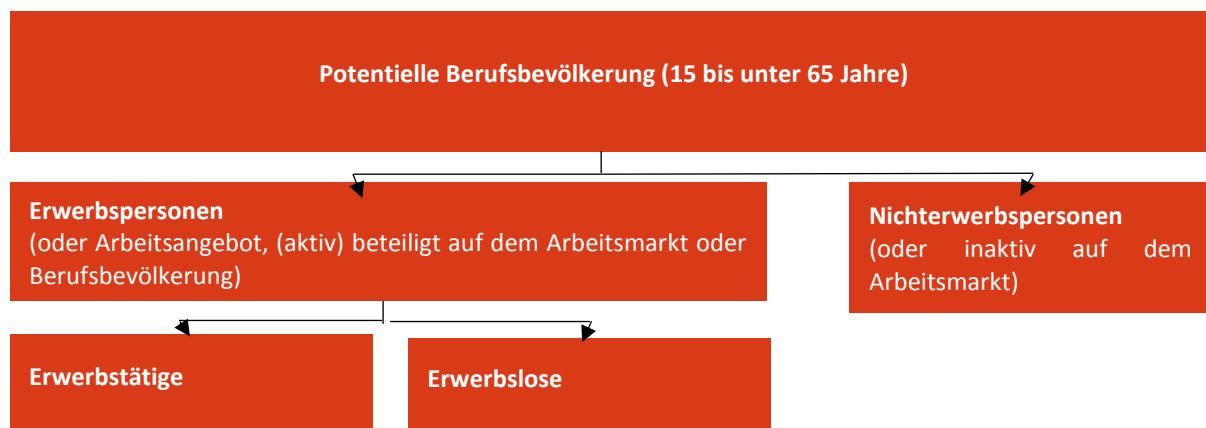 Potentielle Berufsbevölkerung (15 bis unter 65 Jahre)
Erwerbspersonen
(oder Arbeitsangebot, (aktiv) beteiligt auf dem Arbeitsmarkt oder
Berufsbevölkerung)
Nichterwerbspersonen
(oder inaktiv auf dem
Arbeitsmarkt)
Erwerbstätige
Erwerbslose